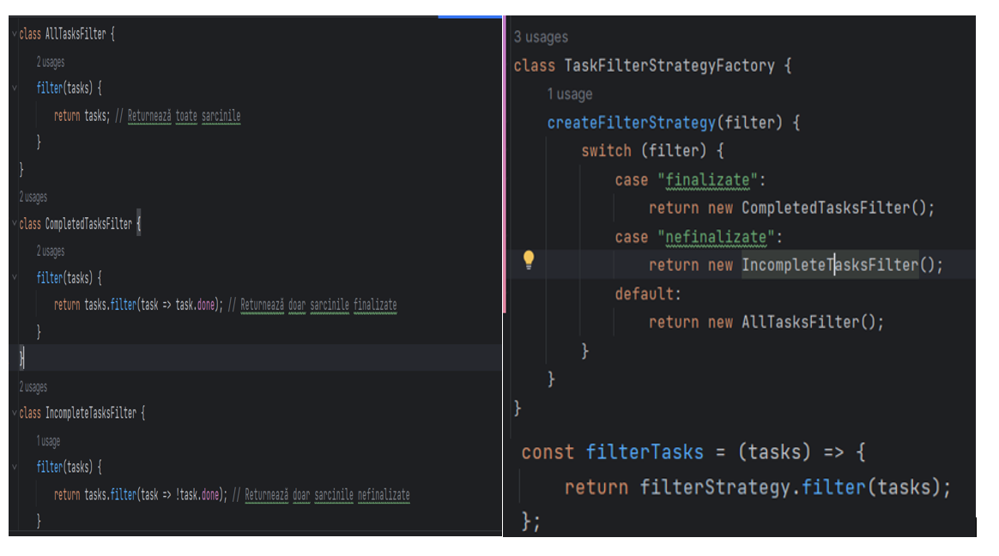 class AllTasksFilter {
2 usages
filter(tasks) {
return tasks; // Returnează toate sarcinile
}
}
2 usages
class CompletedTasksFilter {
2 usages
filter(tasks) {
return tasks.filter(task => task.done); // Returnează doar sarcinile finalizate
}
}
2 usages
class IncompleteTasksFilter {
1 usage
filter(tasks) {
return tasks.filter(task => !task.done); // Returnează doar sarcinile nefinalizate
}
3 usages
class TaskFilterStrategyFactory {
1 usage
createFilterStrategy(filter) {
switch (filter) {
case "finalizate":
return new CompletedTasksFilter();
case "nefinalizate":
return new IncompleteTasksFilter();
default:
return new AllTasksFilter();
}
}
}
const filterTasks = (tasks) => {
return filterStrategy.filter(tasks);
};